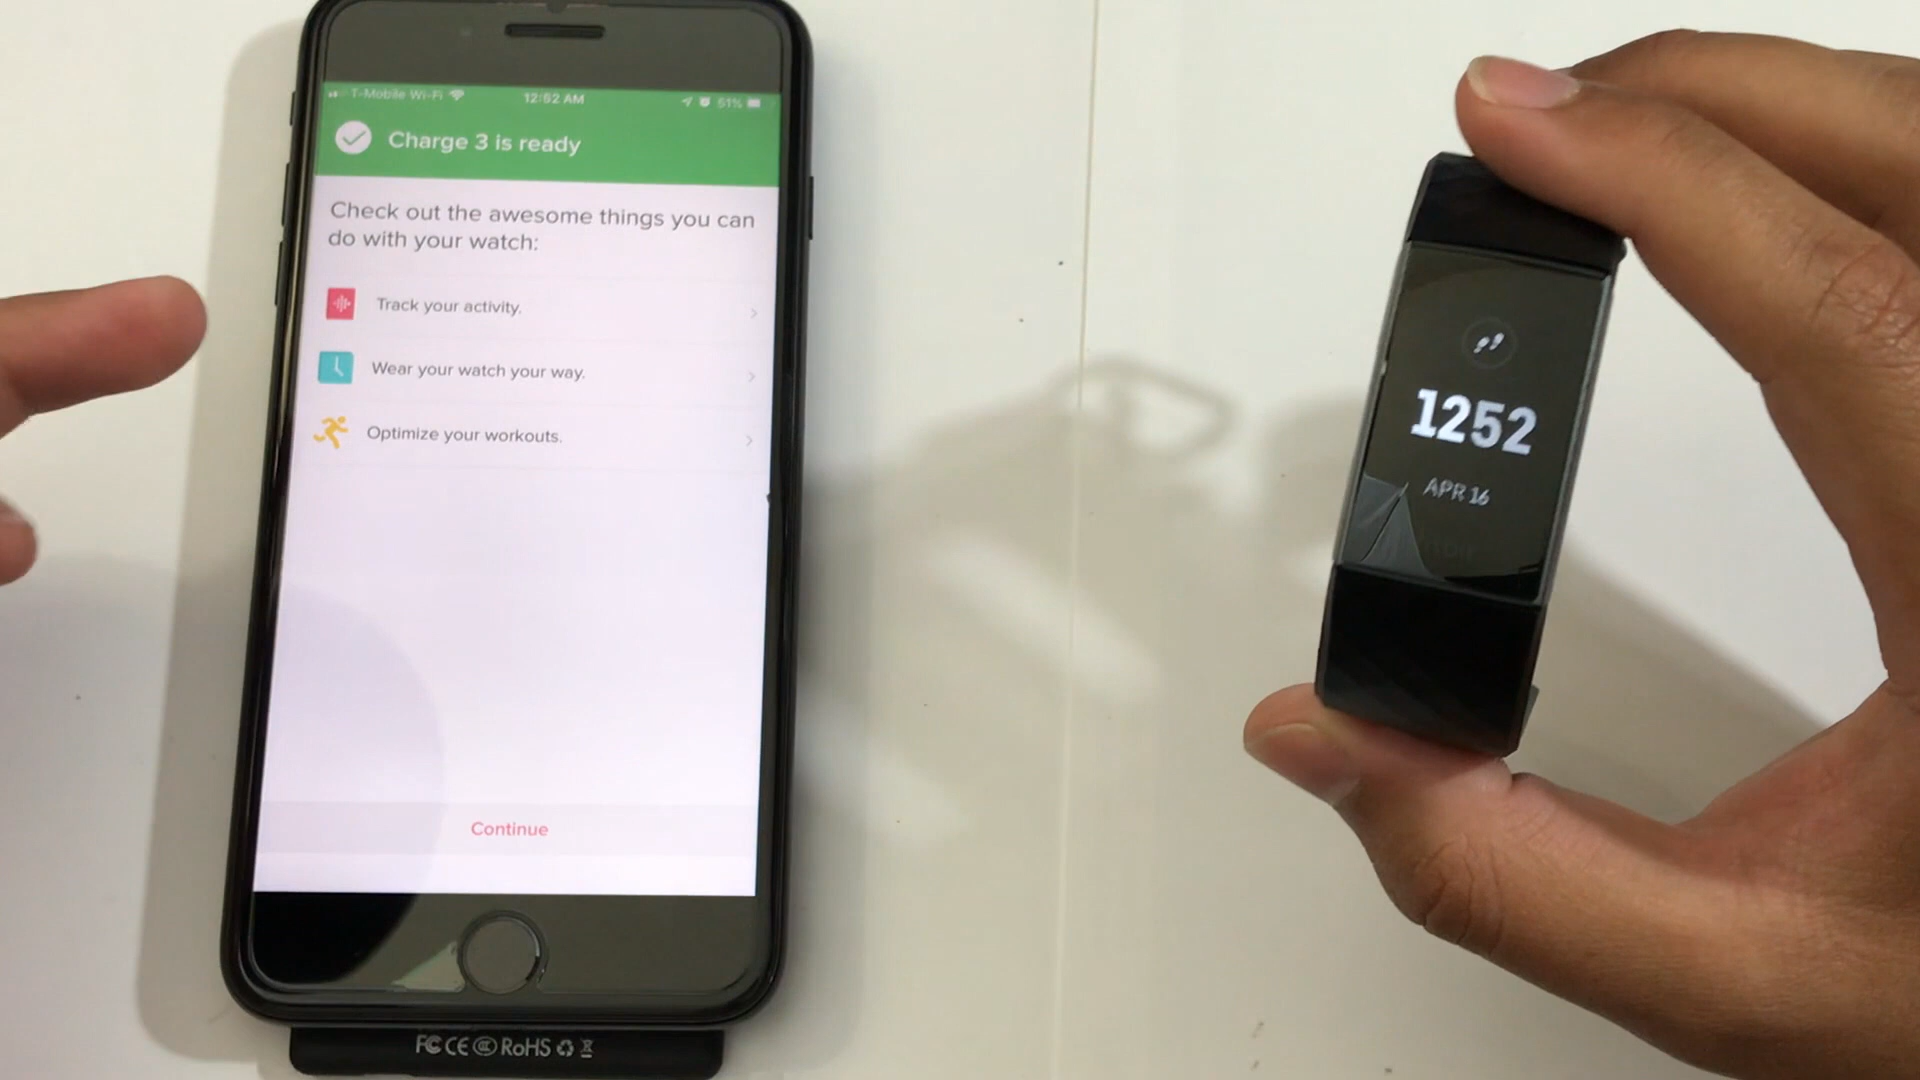 T-Mobile Wi-Fi 12:52 AM 51%
Charge 3 is ready
Check out the awesome things you can
do with your watch:
Track your activity.
Wear your watch your way.
Optimize your workouts.
Continue
FC CE RoHS
1252
APR 16